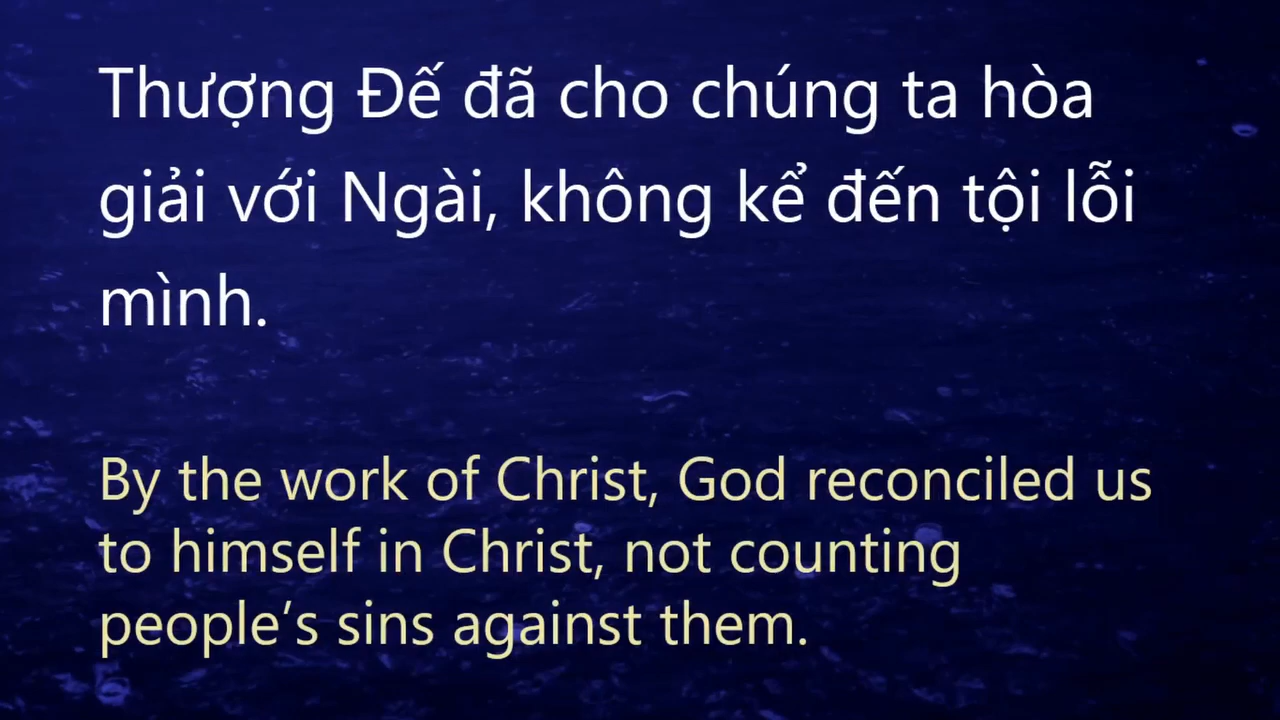 Thượng Đế đã cho chúng ta hòa
giải với Ngài, không kể đến tội lỗi
mình.
By the work of Christ, God reconciled us
to himself in Christ, not counting
people’s sins against them.